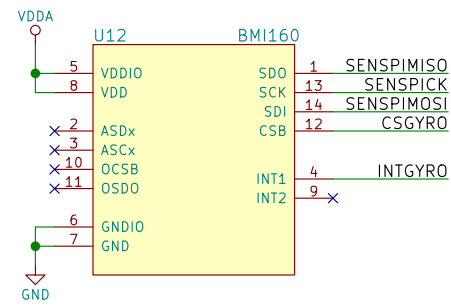 VDDA
U12 BMI160
5 VDDIO SDO 1 SENSPIMISO
8 VDD SCK 13 SENSPICK
SDI 14 SENSPIMOSI
2 ASDx CSB 12 CSGYRO
3 ASCx
10 OCSB INT1 4 INTGYRO
11 OSDO INT2 9
6 GNDIO
7 GND
GND